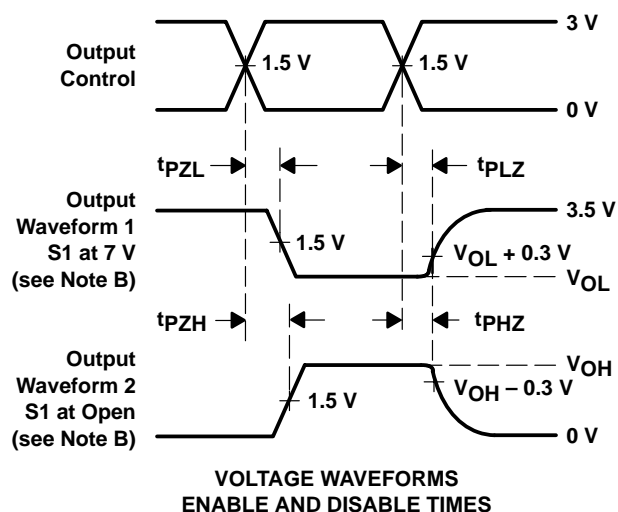 Output
Control
3 V
1.5 V
1.5 V
0 V
tPZL
tPLZ
Output
Waveform 1
S1 at 7 V
(see Note B)
3.5 V
1.5 V
VOL + 0.3 V
VOL
tPZH
tPHZ
Output
Waveform 2
S1 at Open
(see Note B)
VOH
VOH – 0.3 V
1.5 V
0 V
VOLTAGE WAVEFORMS
ENABLE AND DISABLE TIMES